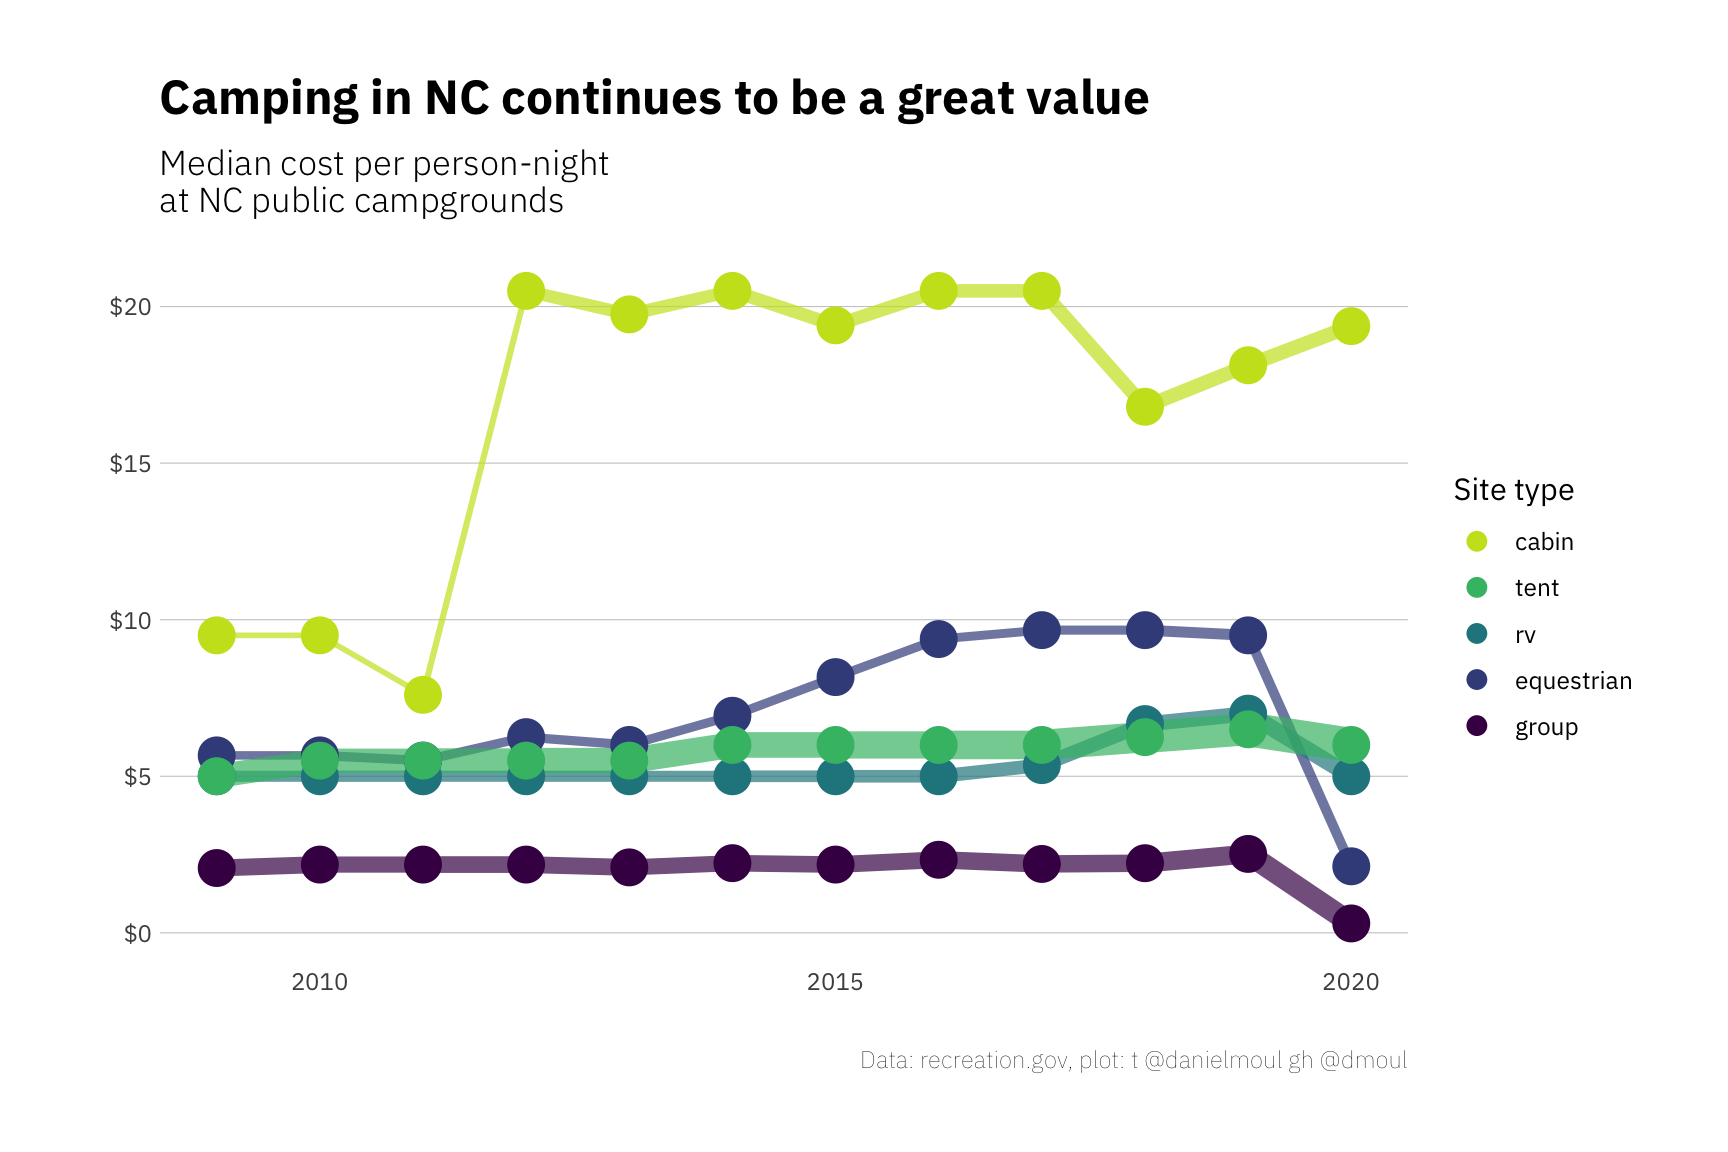 Camping in NC continues to be a great value
Median cost per person-night
at NC public campgrounds
$20
$15
$10
$5
$0
2010
2015
2020
Site type
cabin
tent
rv
equestrian
group
Data: recreation.gov, plot: t @danielmoul gh @dmoul